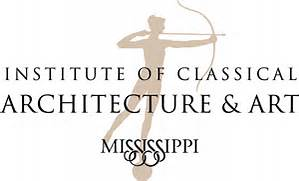 INSTITUTE OF CLASSICAL
ARCHITECTURE & ART
MISSISSIPPI